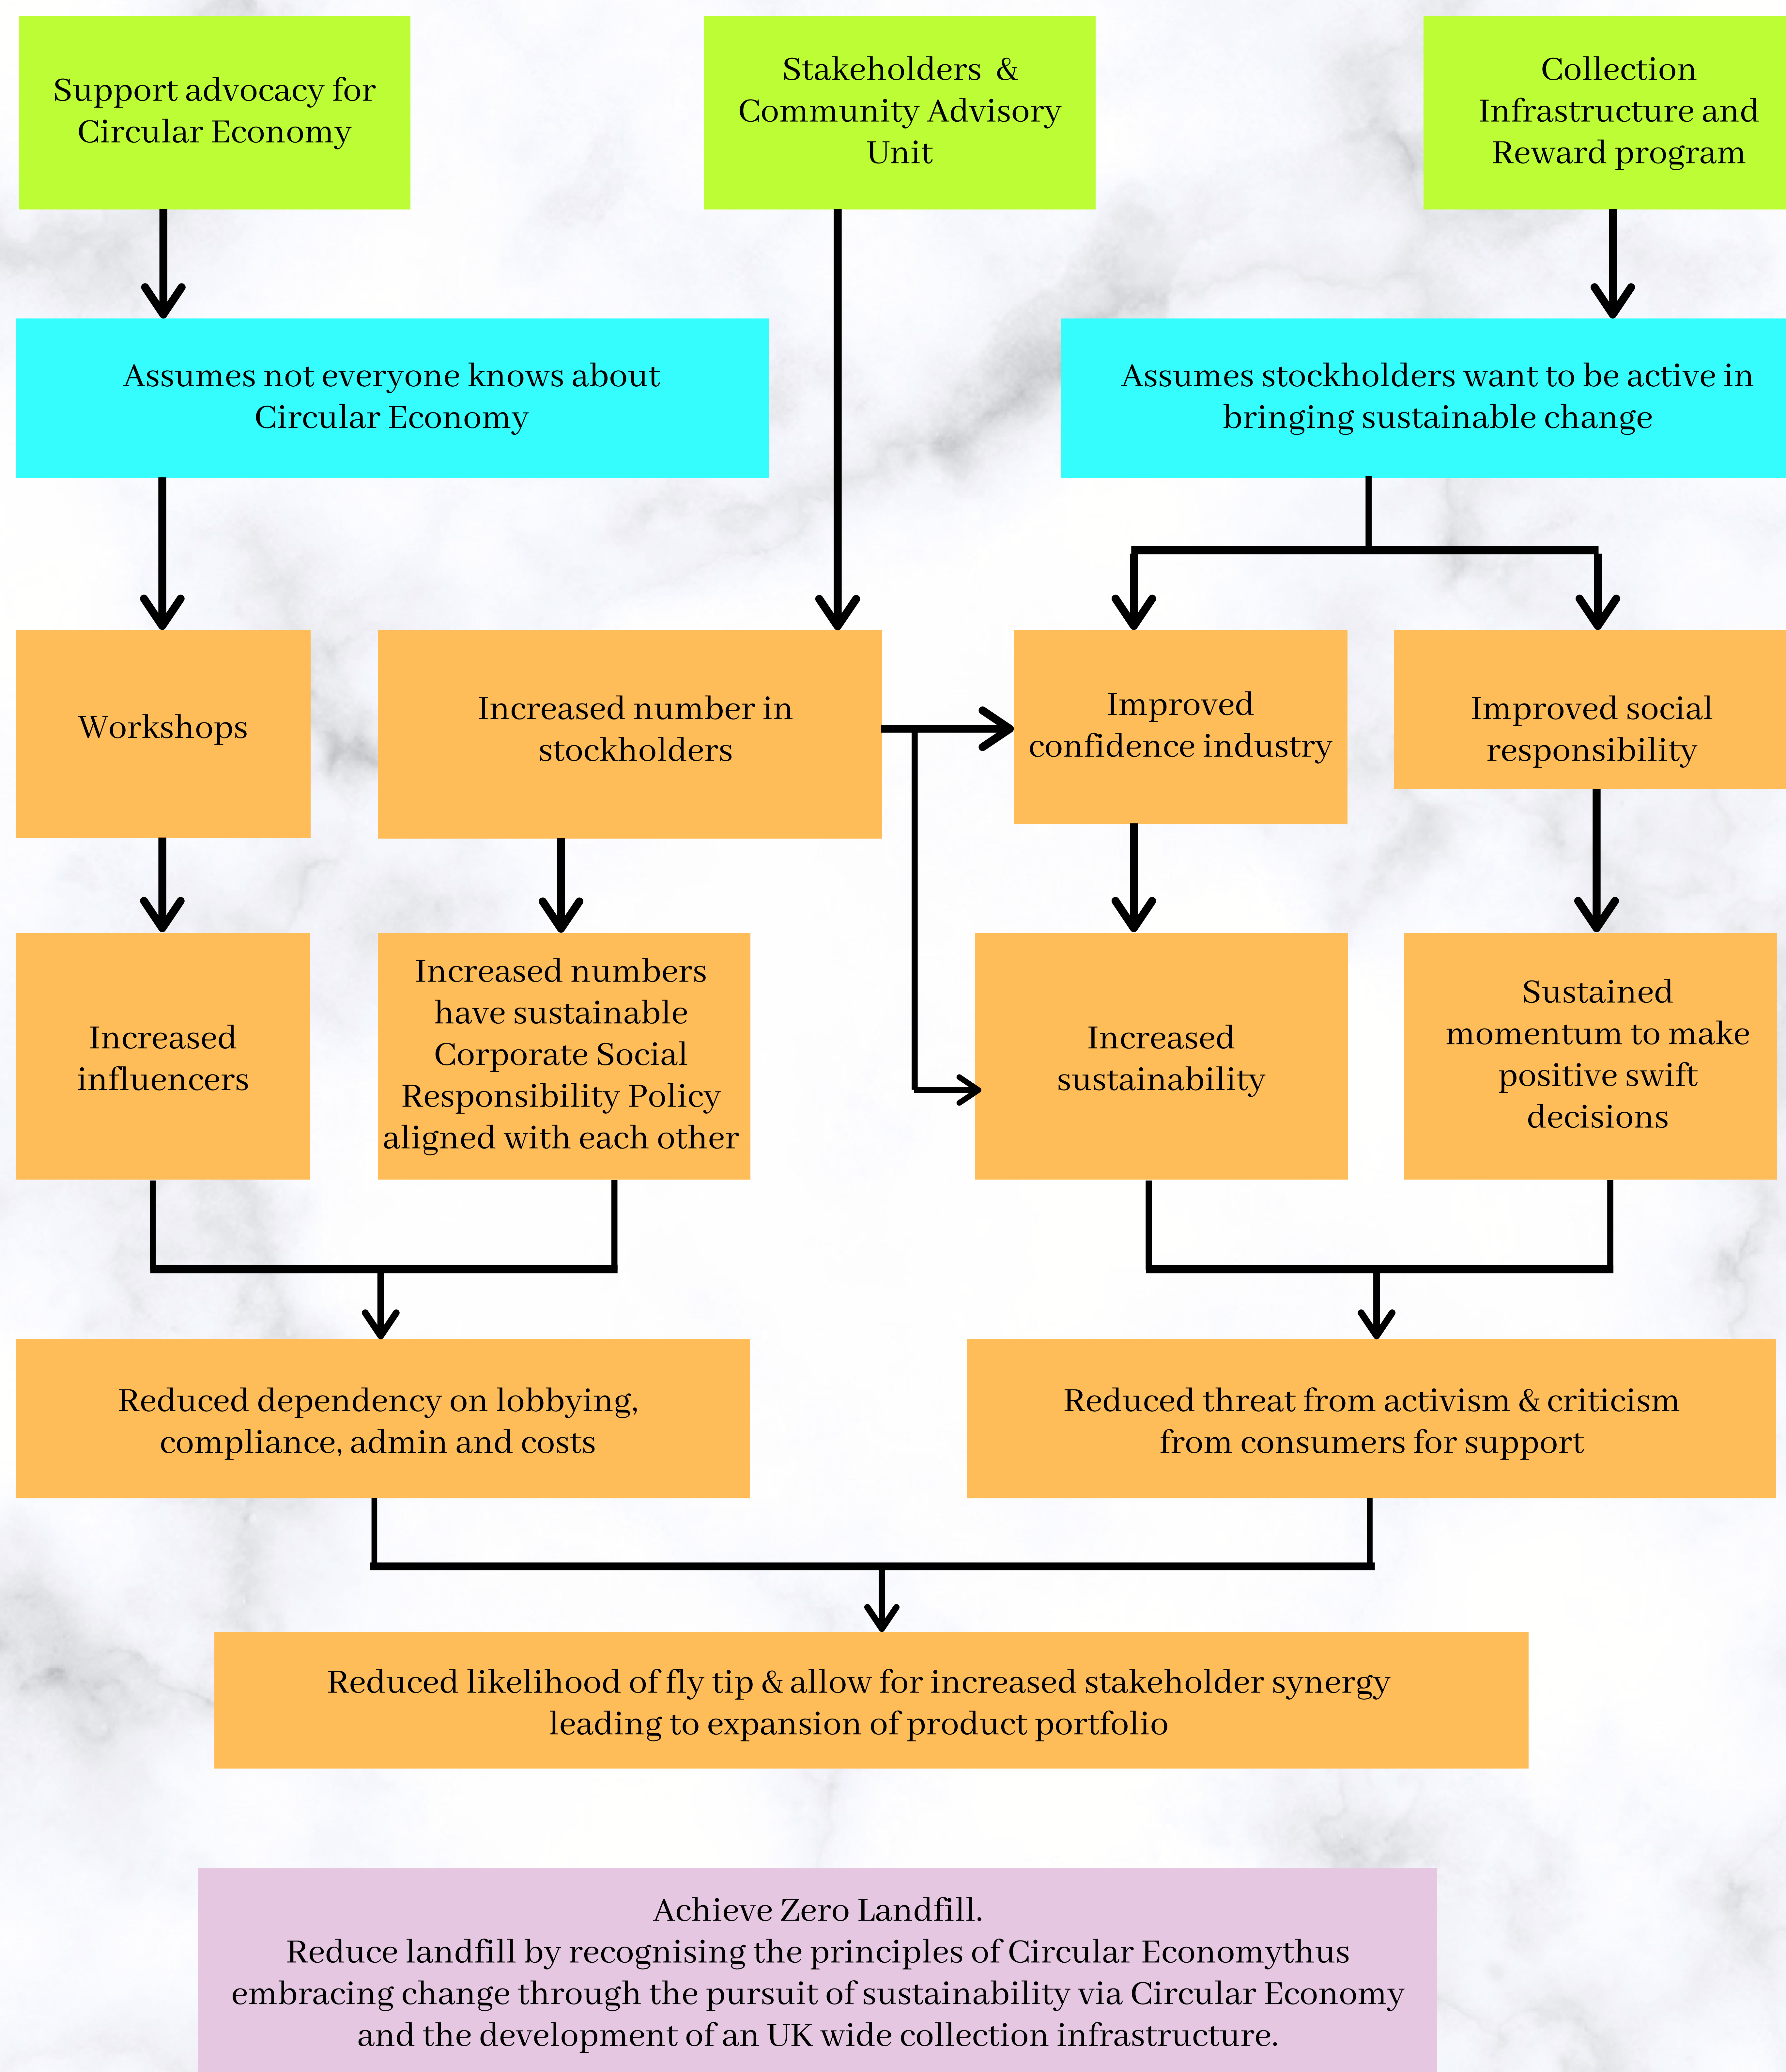 Support advocacy for
Circular Economy
Stakeholders &
Community Advisory
Unit
Collection
Infrastructure and
Reward program
Assumes not everyone knows about
Circular Economy
Assumes stockholders want to be active in
bringing sustainable change
Workshops
Increased number in
stockholders
Improved
confidence industry
Improved social
responsibility
Increased
influencers
Increased numbers
have sustainable
Corporate Social
Responsibility Policy
aligned with each other
Increased
sustainability
Sustained
momentum to make
positive swift
decisions
Reduced dependency on lobbying,
compliance, admin and costs
Reduced threat from activism & criticism
from consumers for support
Reduced likelihood of fly tip & allow for increased stakeholder synergy
leading to expansion of product portfolio
Achieve Zero Landfill.
Reduce landfill by recognising the principles of Circular Economythus
embracing change through the pursuit of sustainability via Circular Economy
and the development of an UK wide collection infrastructure.